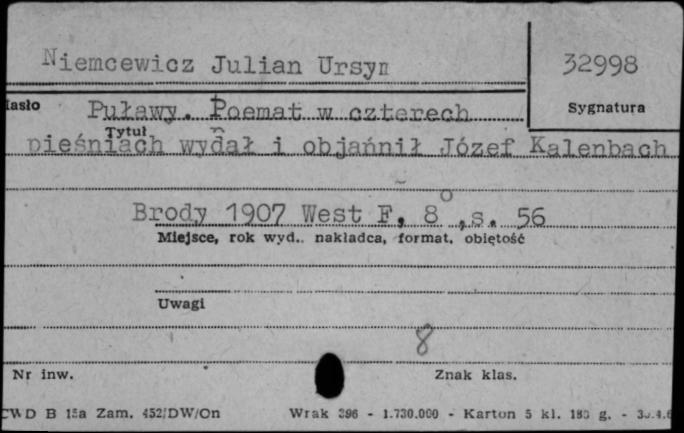 Niemcewicz Julian Ursyn
32998
Hasło
Puławy. Poemat w czterech
Sygnatura
Tytuł
pieśniach wydał i objańnił Józef Kalenbach
Brody 1907 West F, 8° ,s. 56
Miejsce, rok wyd., nakładca, format, obiętość
Uwagi
8
Nr inw.
Znak klas.
CWD B 15a Zam. 452/DW/On
Wrak 396 - 1.730.000 - Karton 5 kl. 180 g. -